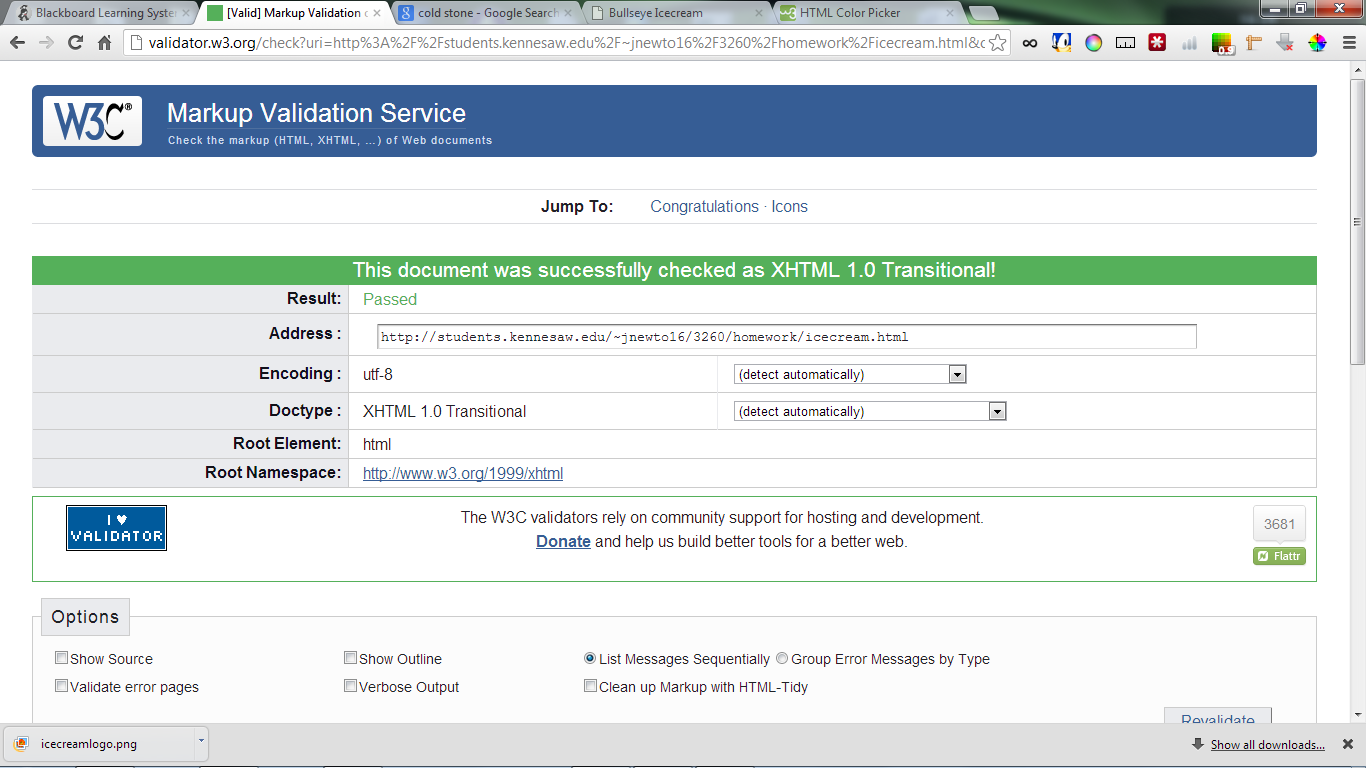 Blackboard Learning Syste
[Valid] Markup Validation
cold stone - Google Search
Bullseye Icecream
HTML Color Picker
validator.w3.org/check?uri=http%3A%2F%2Fstudents.kennesaw.edu%2F~jnewto16%2F3260%2Fhomework%2Ficecream.html&
W3C®
Markup Validation Service
Check the markup (HTML, XHTML, …) of Web documents
Jump To: Congratulations · Icons
This document was successfully checked as XHTML 1.0 Transitional!
Result: Passed
Address : http://students.kennesaw.edu/~jnewto16/3260/homework/icecream.html
Encoding : utf-8 (detect automatically)
Doctype : XHTML 1.0 Transitional (detect automatically)
Root Element: html
Root Namespace: http://www.w3.org/1999/xhtml
I ♥
VALIDATOR
The W3C validators rely on community support for hosting and development.
Donate and help us build better tools for a better web.
3681
Flattr
Options
Show Source Show Outline List Messages Sequentially Group Error Messages by Type
Validate error pages Verbose Output Clean up Markup with HTML-Tidy
Revalidate
icecreamlogo.png
Show all downloads...